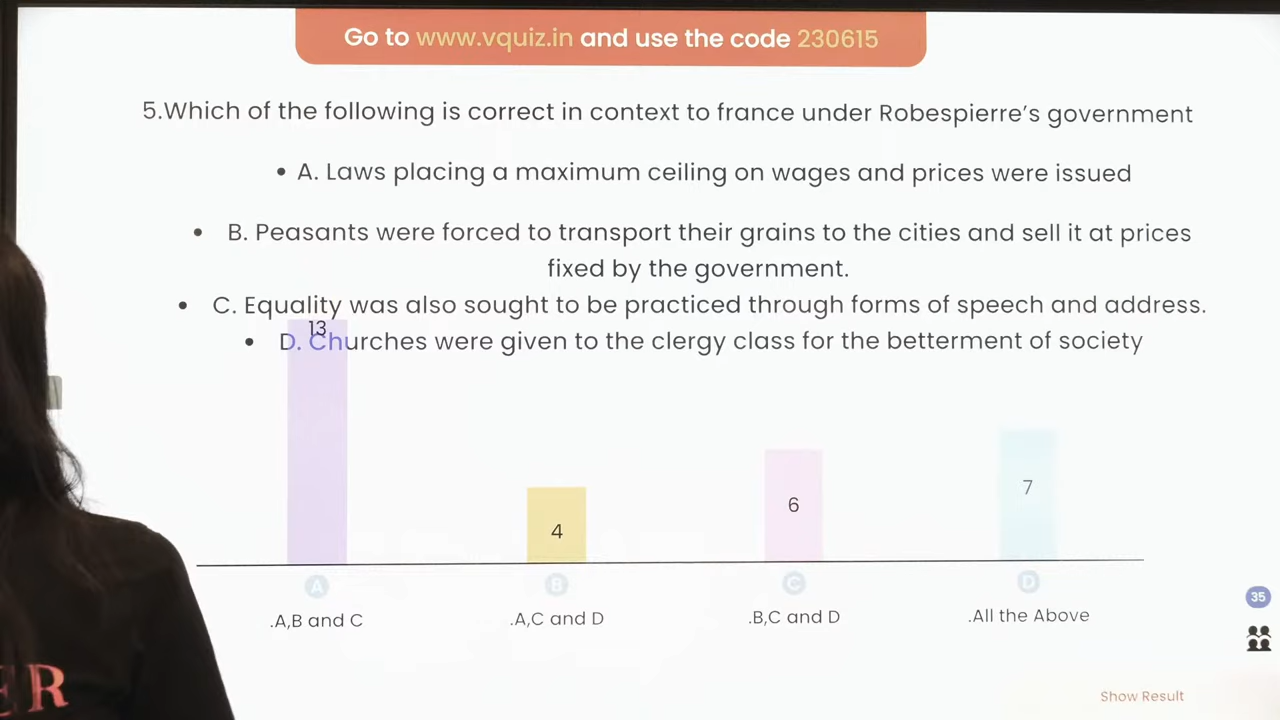 Go to www.vquiz.in and use the code 230615
5.Which of the following is correct in context to france under Robespierre's government
• A. Laws placing a maximum ceiling on wages and prices were issued
• B. Peasants were forced to transport their grains to the cities and sell it at prices
fixed by the government.
• C. Equality was also sought to be practiced through forms of speech and address.
• D. Churches were given to the clergy class for the betterment of society
13
4
6
7
A
B
C
D
.A,B and C
.A,C and D
.B,C and D
.All the Above
35
Show Result
ER